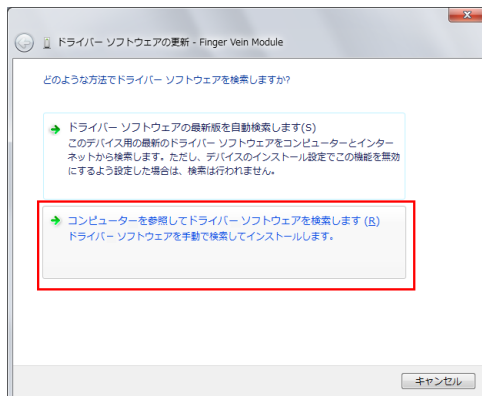 ドライバー ソフトウェアの更新 - Finger Vein Module
どのような方法でドライバー ソフトウェアを検索しますか?
ドライバー ソフトウェアの最新版を自動検索します(S)
このデバイス用の最新のドライバー ソフトウェアをコンピューターとインター
ネットから検索します。ただし、デバイスのインストール設定でこの機能を無効
にするよう設定した場合は、検索は行われません。
コンピューターを参照してドライバー ソフトウェアを検索します (R)
ドライバー ソフトウェアを手動で検索してインストールします。
キャンセル